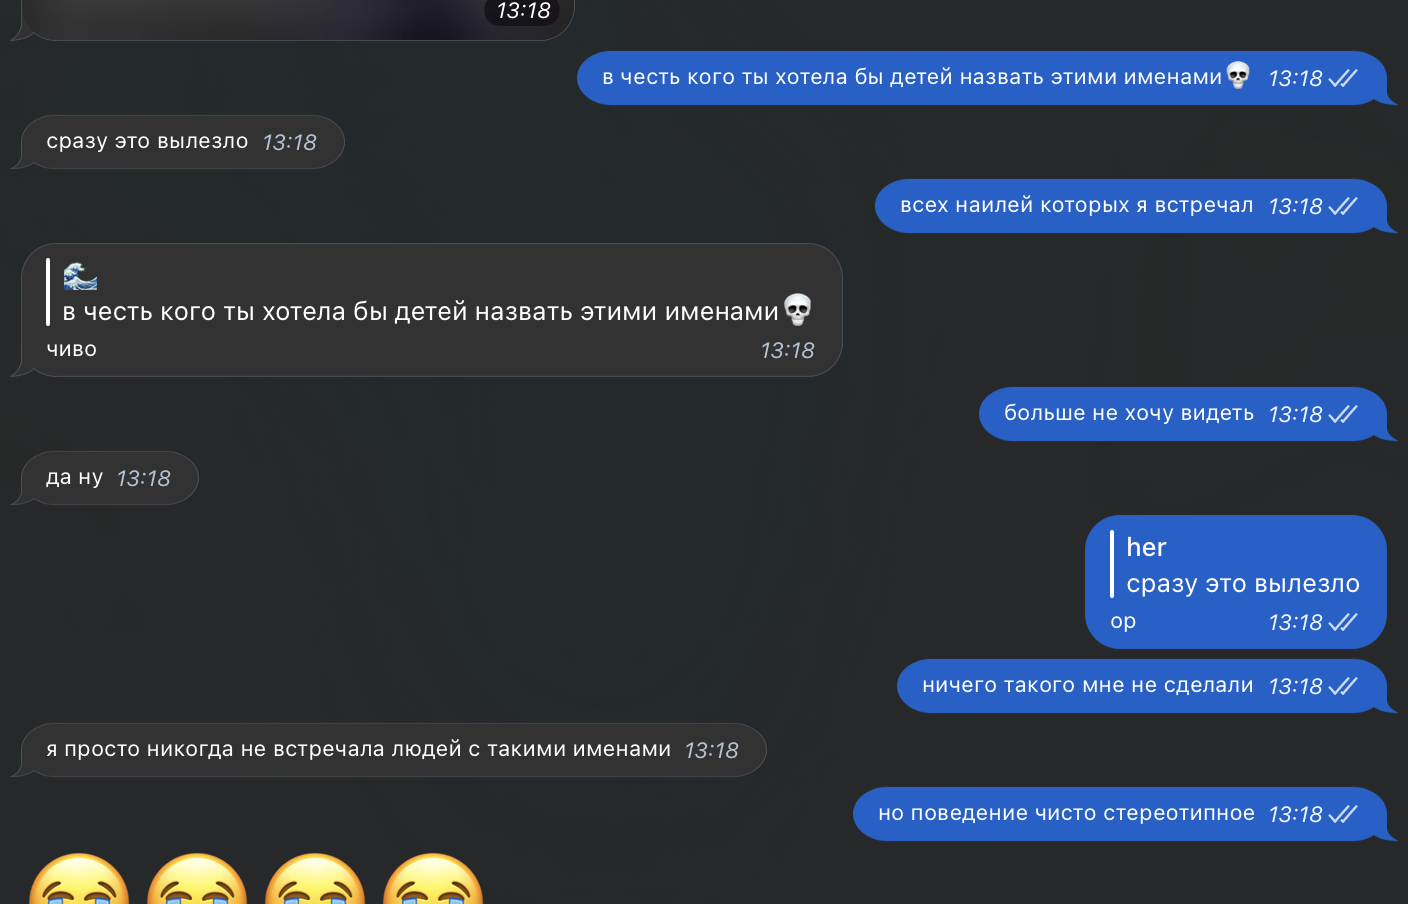 13:18
в честь кого ты хотела бы детей назвать этими именами💀 13:18
сразу это вылезло 13:18
всех наилей которых я встречал 13:18
🌊
в честь кого ты хотела бы детей назвать этими именами💀
чиво 13:18
больше не хочу видеть 13:18
да ну 13:18
her
сразу это вылезло
ор 13:18
ничего такого мне не сделали 13:18
я просто никогда не встречала людей с такими именами 13:18
но поведение чисто стереотипное 13:18
😭😭😭😭